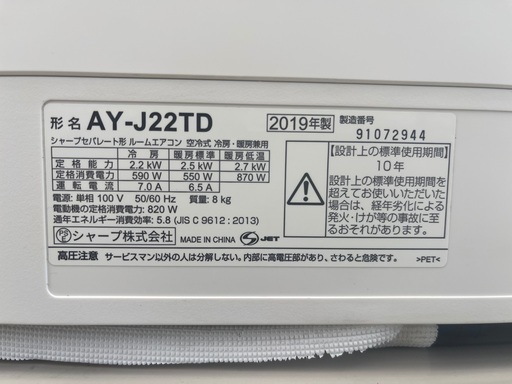 形名 AY-J22TD 2019年製 製造番号 91072944
シャープセパレート形 ルームエアコン 空冷式 冷房・暖房兼用
冷房 暖房標準 暖房低温
定格能力 2.2 kW 2.5 kW 2.7 kW
定格消費電力 590 W 550 W 870 W
運転電流 7.0 A 6.5 A
電源:単相 100 V 50/60 Hz 質量:8 kg
電動機の定格消費電力:820 W
通年エネルギー消費効率:5.8 (JIS C 9612 : 2013)
PS E シャープ株式会社 MADE IN CHINA S JET
【設計上の標準使用期間】
10 年
設計上の標準使用期間を
超えてお使いいただいた
場合は、経年劣化による
発火・けが等の事故に至
るおそれがあります。
高圧注意 サービスマン以外の人は分解しない。内部に高電圧部があり、さわると危険です。 >PET<